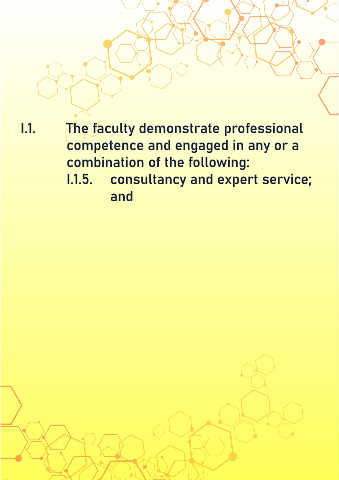 I.1. The faculty demonstrate professional
competence and engaged in any or a
combination of the following:
I.1.5. consultancy and expert service;
and